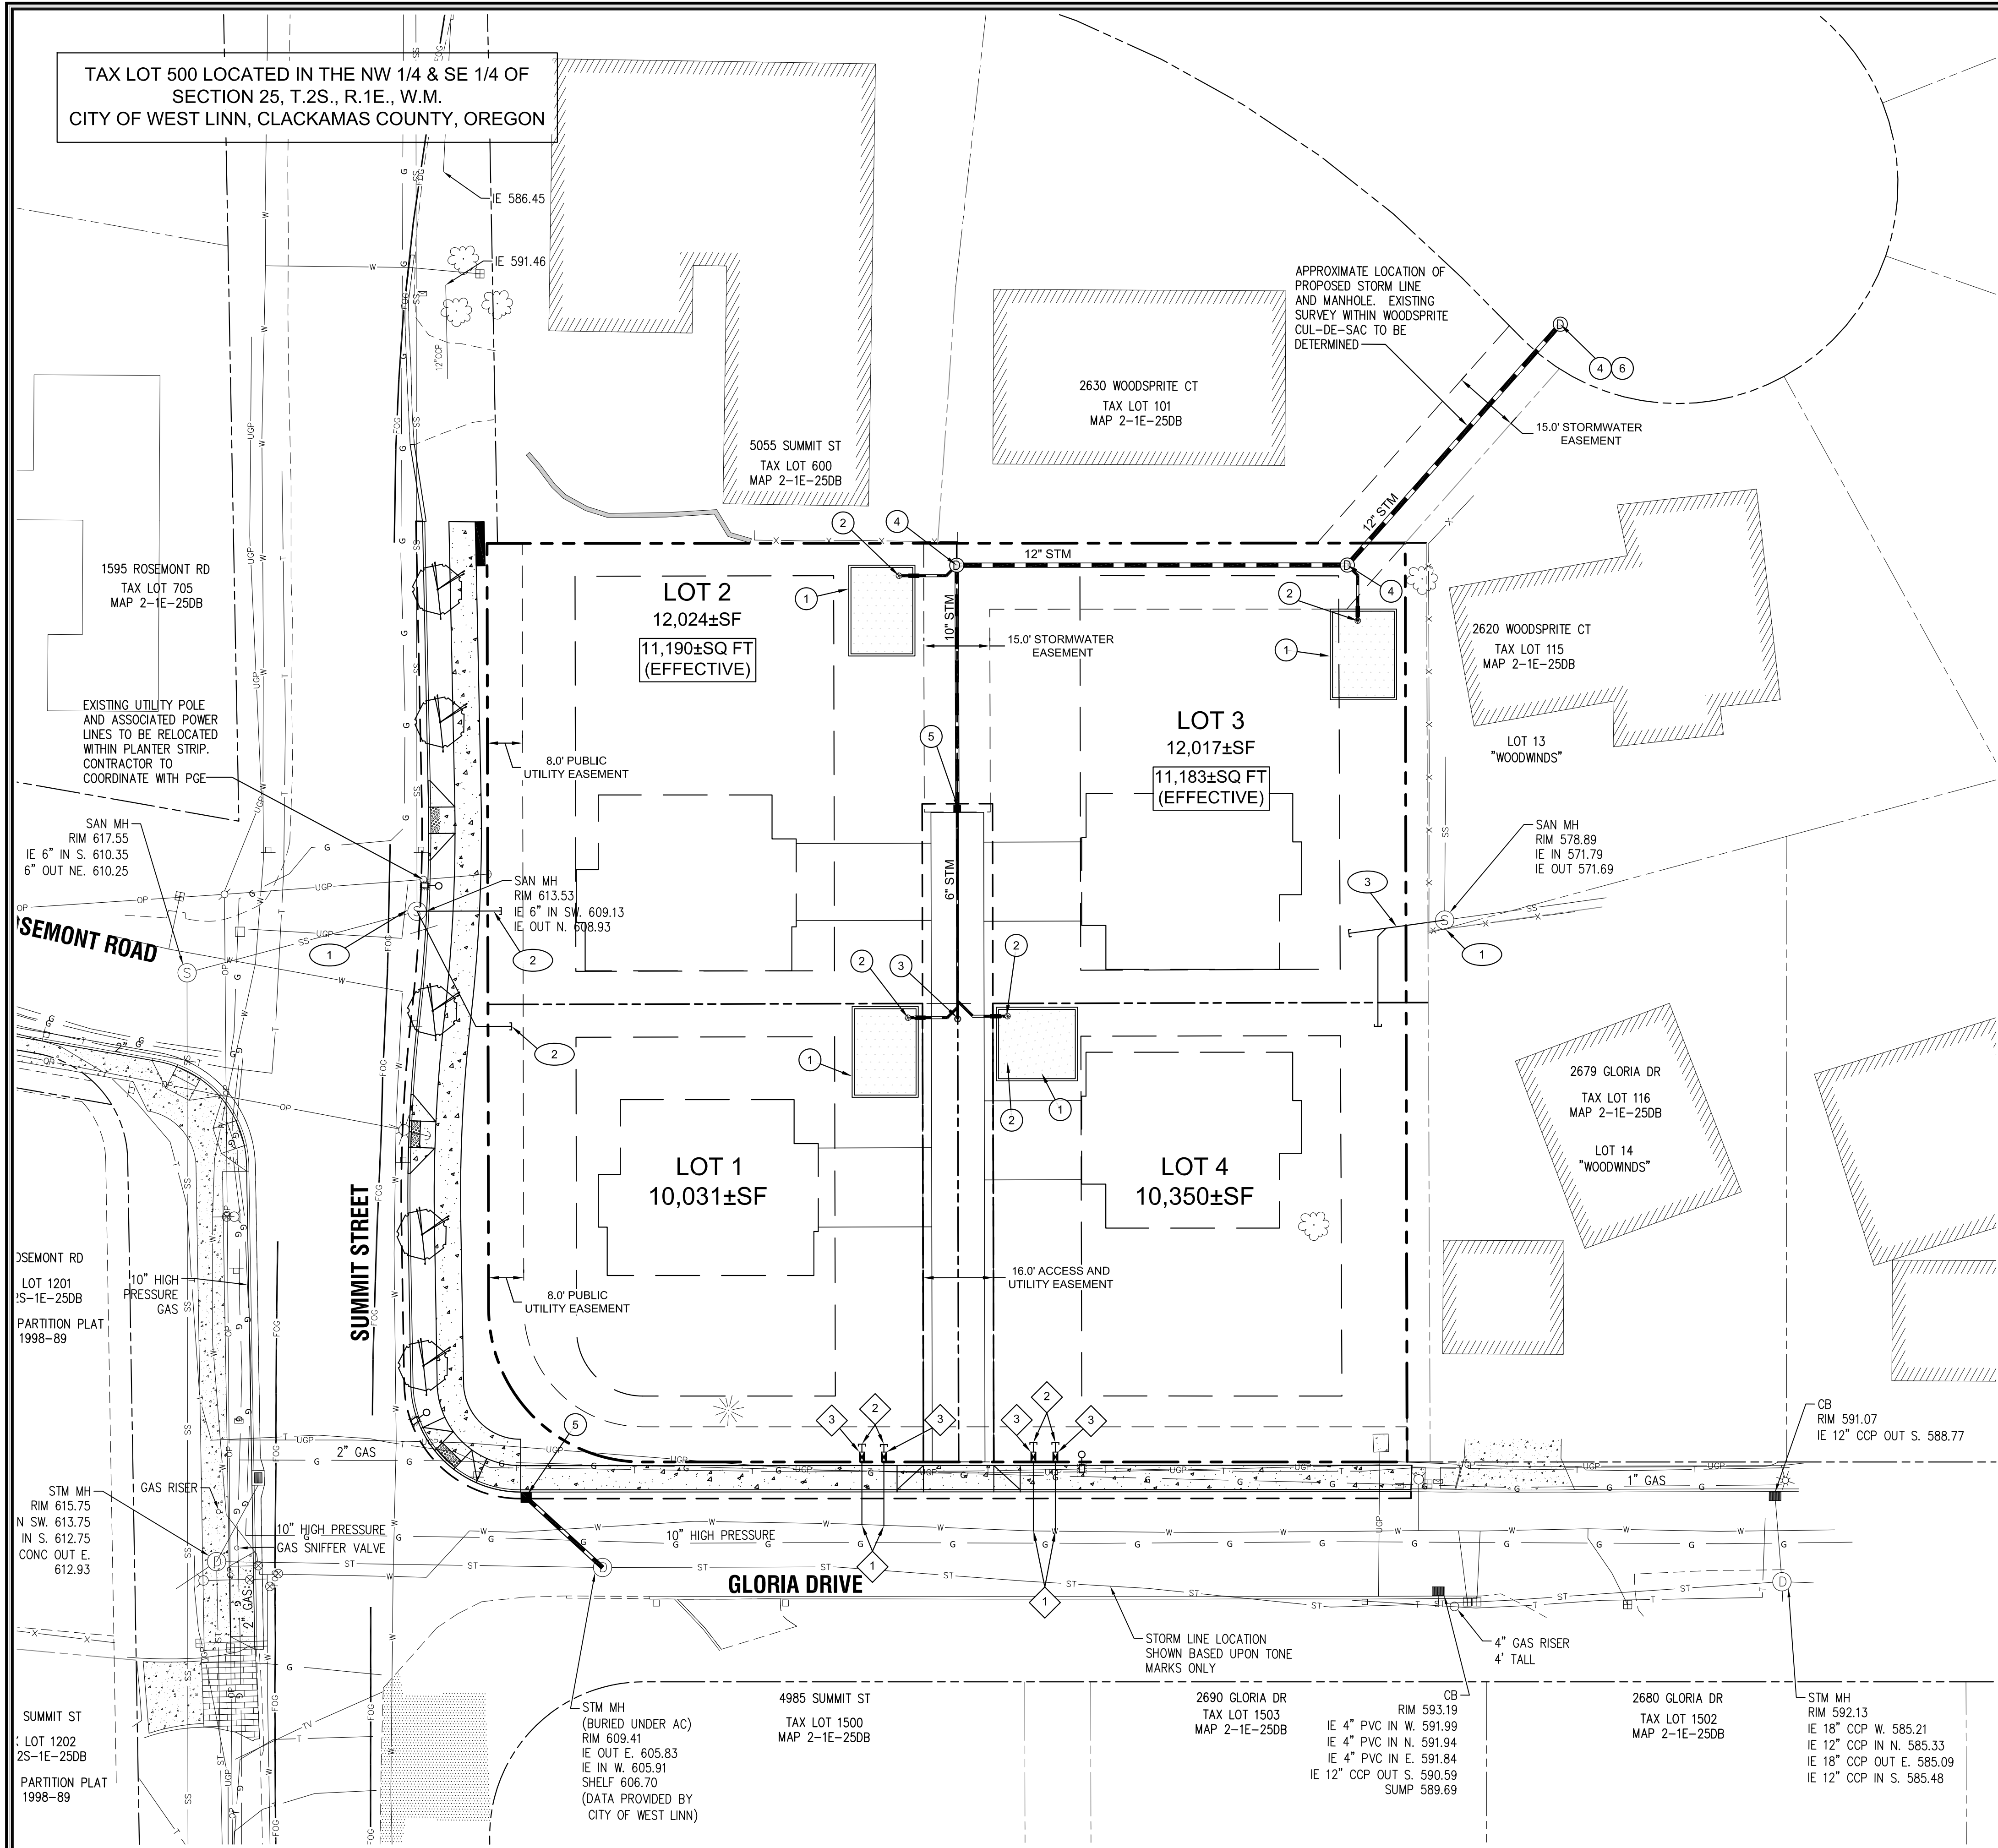 TAX LOT 500 LOCATED IN THE NW 1/4 & SE 1/4 OF
SECTION 25, T.2S., R.1E., W.M.
CITY OF WEST LINN, CLACKAMAS COUNTY, OREGON
IE 586.45
IE 591.46
12"CCP
5055 SUMMIT ST
TAX LOT 600
MAP 2-1E-25DB
2630 WOODSPRITE CT
TAX LOT 101
MAP 2-1E-25DB
APPROXIMATE LOCATION OF
PROPOSED STORM LINE
AND MANHOLE. EXISTING
SURVEY WITHIN WOODSPRITE
CUL-DE-SAC TO BE
DETERMINED
4 6
15.0' STORMWATER
EASEMENT
12" STM
12" STM
10" STM
6" STM
1595 ROSEMONT RD
TAX LOT 705
MAP 2-1E-25DB
LOT 2
12,024±SF
11,190±SQ FT
(EFFECTIVE)
15.0' STORMWATER
EASEMENT
LOT 3
12,017±SF
11,183±SQ FT
(EFFECTIVE)
2620 WOODSPRITE CT
TAX LOT 115
MAP 2-1E-25DB
LOT 13
"WOODWINDS"
EXISTING UTILITY POLE
AND ASSOCIATED POWER
LINES TO BE RELOCATED
WITHIN PLANTER STRIP.
CONTRACTOR TO
COORDINATE WITH PGE
8.0' PUBLIC
UTILITY EASEMENT
SAN MH
RIM 617.55
IE 6" IN S. 610.35
6" OUT NE. 610.25
SAN MH
RIM 613.53
IE 6" IN SW. 609.13
IE OUT N. 608.93
SAN MH
RIM 578.89
IE IN 571.79
IE OUT 571.69
OSEMONT ROAD
2679 GLORIA DR
TAX LOT 116
MAP 2-1E-25DB
LOT 14
"WOODWINDS"
LOT 1
10,031±SF
LOT 4
10,350±SF
SUMMIT STREET
16.0' ACCESS AND
UTILITY EASEMENT
8.0' PUBLIC
UTILITY EASEMENT
OSEMONT RD
LOT 1201
2S-1E-25DB
PARTITION PLAT
1998-89
10" HIGH
PRESSURE
GAS
CB
RIM 591.07
IE 12" CCP OUT S. 588.77
2" GAS
1" GAS
GAS RISER
STM MH
RIM 615.75
N SW. 613.75
IN S. 612.75
CONC OUT E.
612.93
10" HIGH PRESSURE
GAS SNIFFER VALVE
10" HIGH PRESSURE
GLORIA DRIVE
2" GAS
STORM LINE LOCATION
SHOWN BASED UPON TONE
MARKS ONLY
4" GAS RISER
4' TALL
SUMMIT ST
LOT 1202
2S-1E-25DB
PARTITION PLAT
1998-89
STM MH
(BURIED UNDER AC)
RIM 609.41
IE OUT E. 605.83
IE IN W. 605.91
SHELF 606.70
(DATA PROVIDED BY
CITY OF WEST LINN)
4985 SUMMIT ST
TAX LOT 1500
MAP 2-1E-25DB
2690 GLORIA DR
TAX LOT 1503
MAP 2-1E-25DB
CB
RIM 593.19
IE 4" PVC IN W. 591.99
IE 4" PVC IN N. 591.94
IE 4" PVC IN E. 591.84
IE 12" CCP OUT S. 590.59
SUMP 589.69
2680 GLORIA DR
TAX LOT 1502
MAP 2-1E-25DB
STM MH
RIM 592.13
IE 18" CCP W. 585.21
IE 12" CCP IN N. 585.33
IE 18" CCP OUT E. 585.09
IE 12" CCP IN S. 585.48